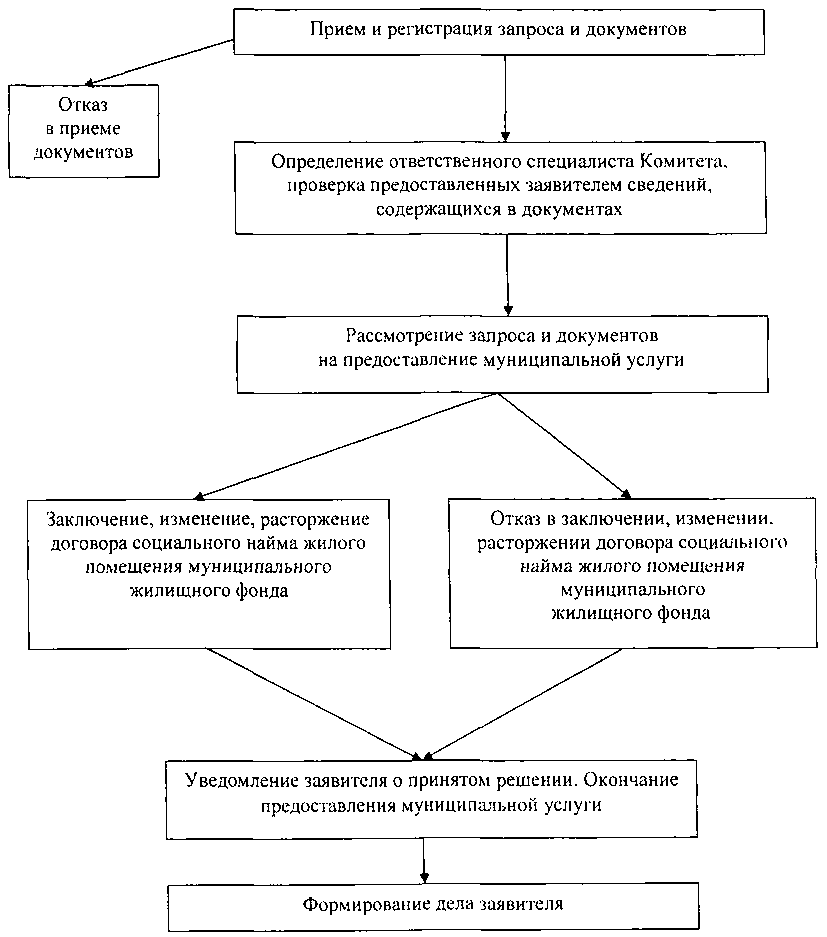 Прием и регистрация запроса и документов
Отказ
в приеме
документов
Определение ответственного специалиста Комитета,
проверка предоставленных заявителем сведений,
содержащихся в документах
Рассмотрение запроса и документов
на предоставление муниципальной услуги
Заключение, изменение, расторжение
договора социального найма жилого
помещения муниципального
жилищного фонда
Отказ в заключении, изменении,
расторжении договора социального
найма жилого помещения
муниципального
жилищного фонда
Уведомление заявителя о принятом решении. Окончание
предоставления муниципальной услуги
Формирование дела заявителя